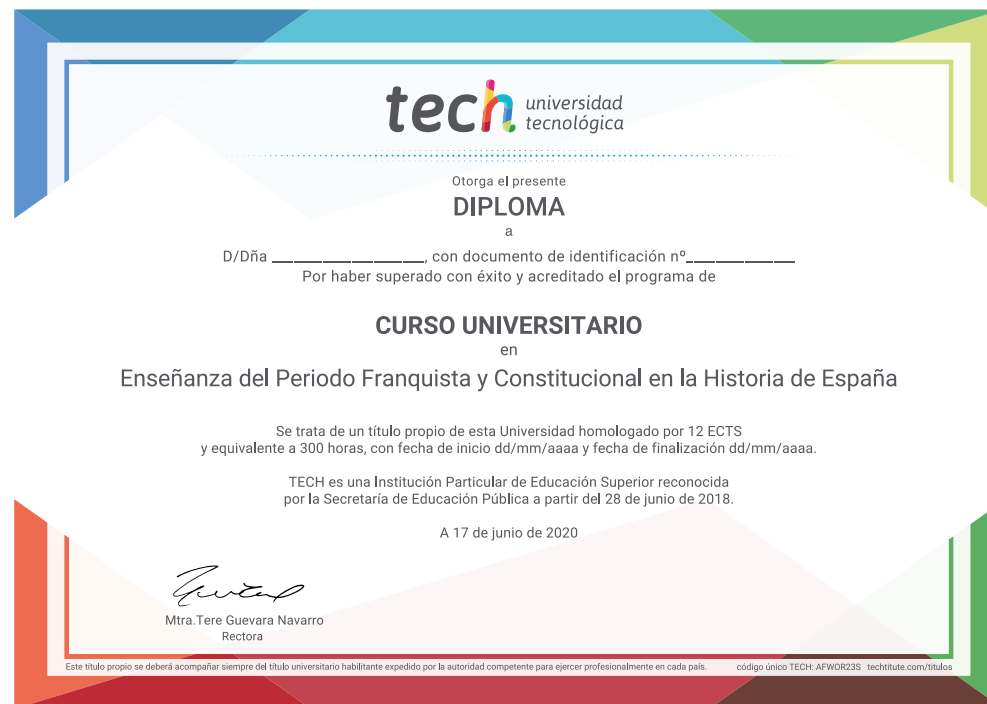 tech universidad
tecnológica
Otorga el presente
DIPLOMA
a
D/Dña ______________, con documento de identificación nº__________
Por haber superado con éxito y acreditado el programa de
CURSO UNIVERSITARIO
en
Enseñanza del Periodo Franquista y Constitucional en la Historia de España
Se trata de un título propio de esta Universidad homologado por 12 ECTS
y equivalente a 300 horas, con fecha de inicio dd/mm/aaaa y fecha de finalización dd/mm/aaaa.
TECH es una Institución Particular de Educación Superior reconocida
por la Secretaría de Educación Pública a partir del 28 de junio de 2018.
A 17 de junio de 2020
Mtra.Tere Guevara Navarro
Rectora
Este título propio se deberá acompañar siempre del título universitario habilitante expedido por la autoridad competente para ejercer profesionalmente en cada país. código único TECH: AFWOR23S techtitute.com/titulos